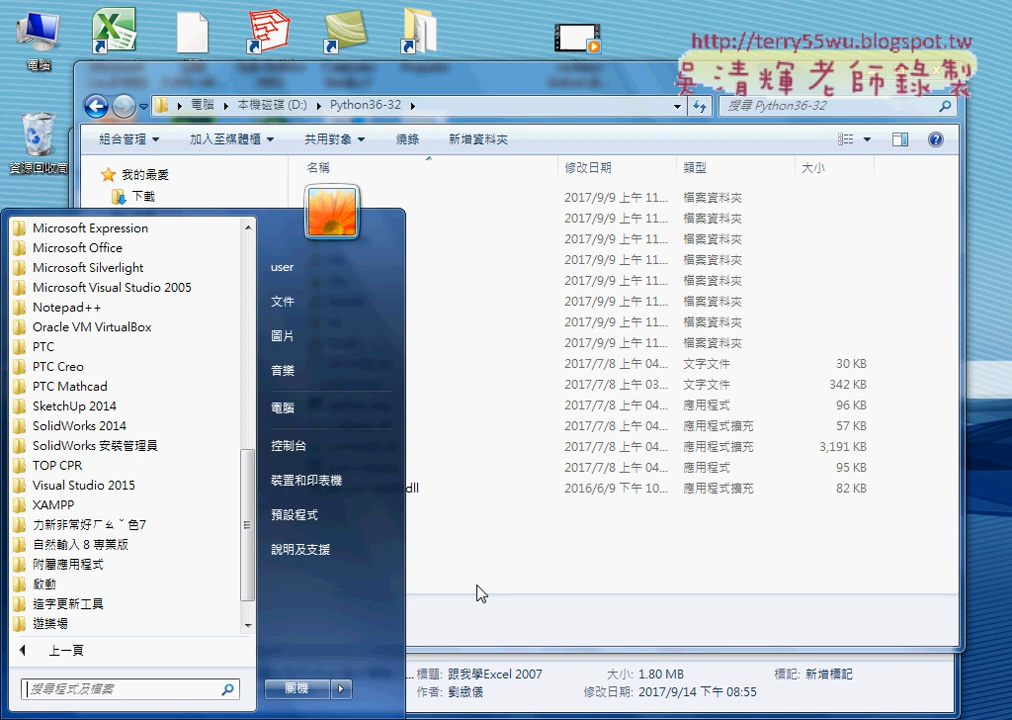 http://terry55wu.blogspot.tw
吳清輝老師錄製
電腦
資源回收筒
電腦
本機磁碟 (D:)
Python36-32
搜尋 Python36-32
組合管理
加入至媒體櫃
共用對象
燒錄
新增資料夾
我的最愛
下載
名稱
修改日期
類型
大小
2017/9/9 上午 11... 檔案資料夾
2017/9/9 上午 11... 檔案資料夾
2017/9/9 上午 11... 檔案資料夾
2017/9/9 上午 11... 檔案資料夾
2017/9/9 上午 11... 檔案資料夾
2017/9/9 上午 11... 檔案資料夾
2017/9/9 上午 11... 檔案資料夾
2017/9/9 上午 11... 檔案資料夾
2017/7/8 上午 04... 文字文件 30 KB
2017/7/8 上午 03... 文字文件 342 KB
2017/7/8 上午 04... 應用程式 96 KB
2017/7/8 上午 04... 應用程式擴充 57 KB
2017/7/8 上午 04... 應用程式擴充 3,191 KB
2017/7/8 上午 04... 應用程式 95 KB
dll 2016/6/9 下午 10... 應用程式擴充 82 KB
Microsoft Expression
Microsoft Office
Microsoft Silverlight
Microsoft Visual Studio 2005
Notepad++
Oracle VM VirtualBox
PTC
PTC Creo
PTC Mathcad
SketchUp 2014
SolidWorks 2014
SolidWorks 安裝管理員
TOP CPR
Visual Studio 2015
XAMPP
力新非常好ㄏㄠˇ色7
自然輸入 8 專業版
附屬應用程式
啟動
造字更新工具
遊樂場
上一頁
搜尋程式及檔案
user
文件
圖片
音樂
電腦
控制台
裝置和印表機
預設程式
說明及支援
關機
標題: 跟我學Excel 2007
大小: 1.80 MB
標記: 新增標記
作者: 劉緻儀
修改日期: 2017/9/14 下午 08:55